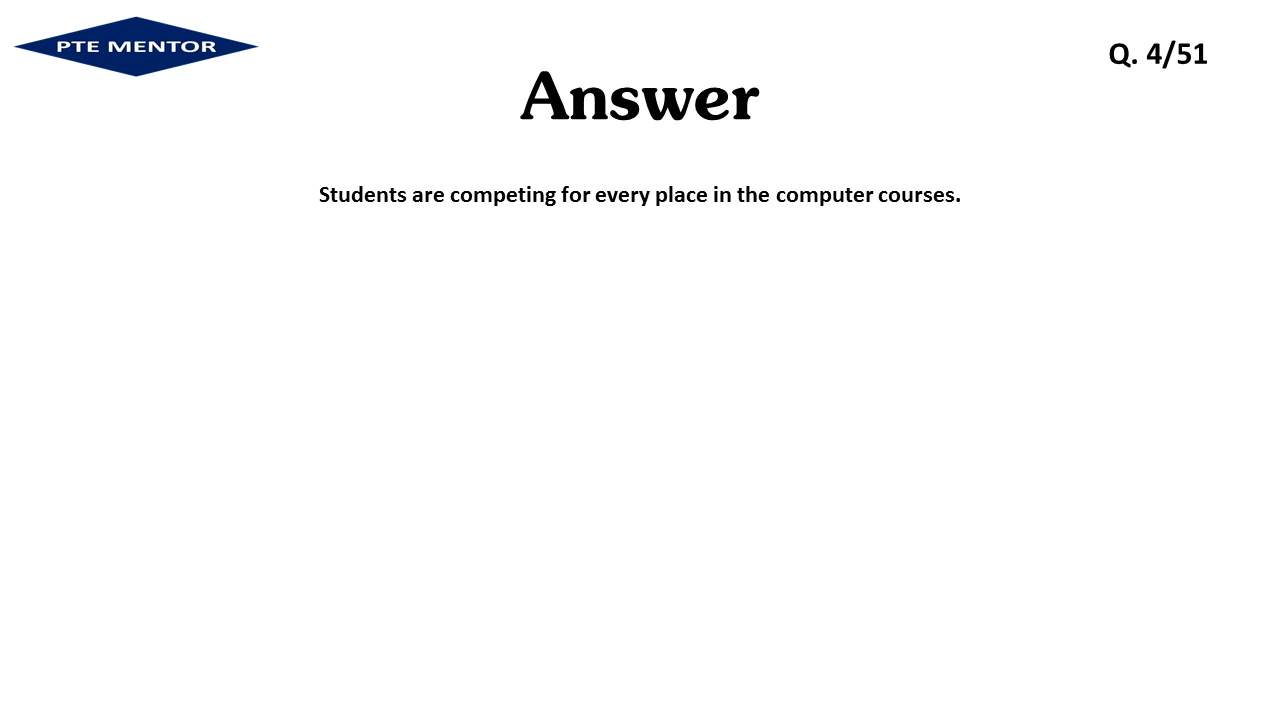 PTE MENTOR
Q. 4/51
Answer
Students are competing for every place in the computer courses.